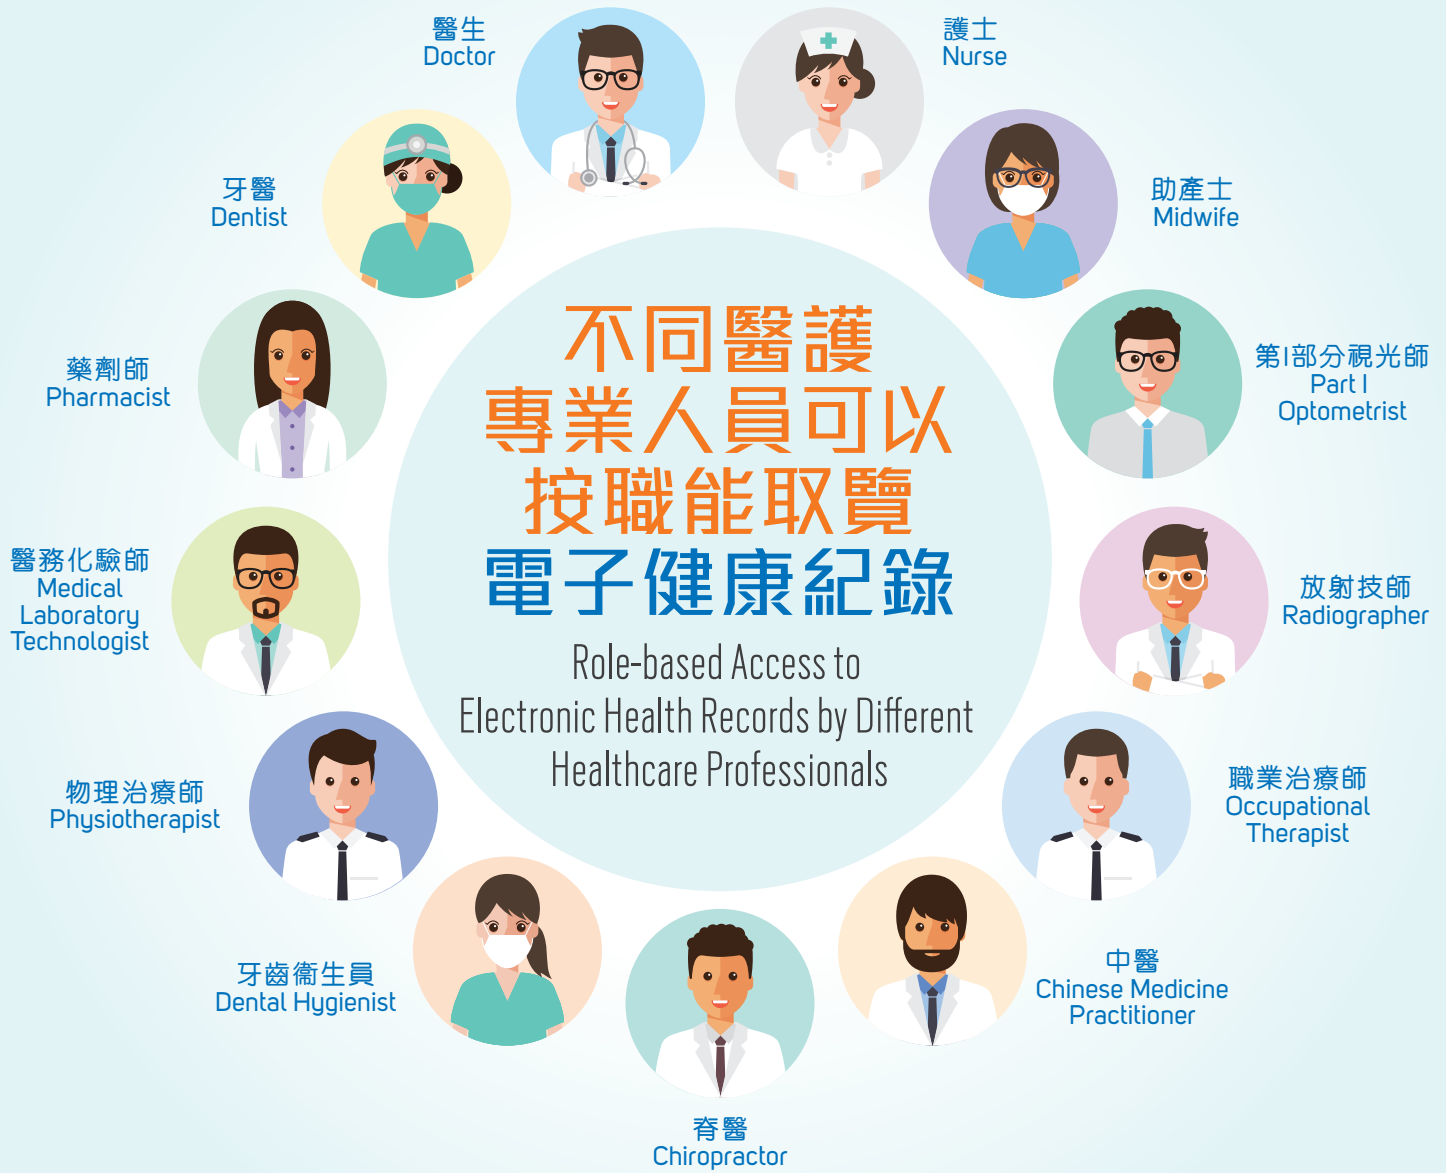 醫生
Doctor
護士
Nurse
牙醫
Dentist
助產士
Midwife
藥劑師
Pharmacist
第I部分視光師
Part I
Optometrist
不同醫護
專業人員可以
按職能取覽
電子健康紀錄
Role-based Access to
Electronic Health Records by Different
Healthcare Professionals
醫務化驗師
Medical
Laboratory
Technologist
放射技師
Radiographer
物理治療師
Physiotherapist
職業治療師
Occupational
Therapist
牙齒衞生員
Dental Hygienist
中醫
Chinese Medicine
Practitioner
脊醫
Chiropractor